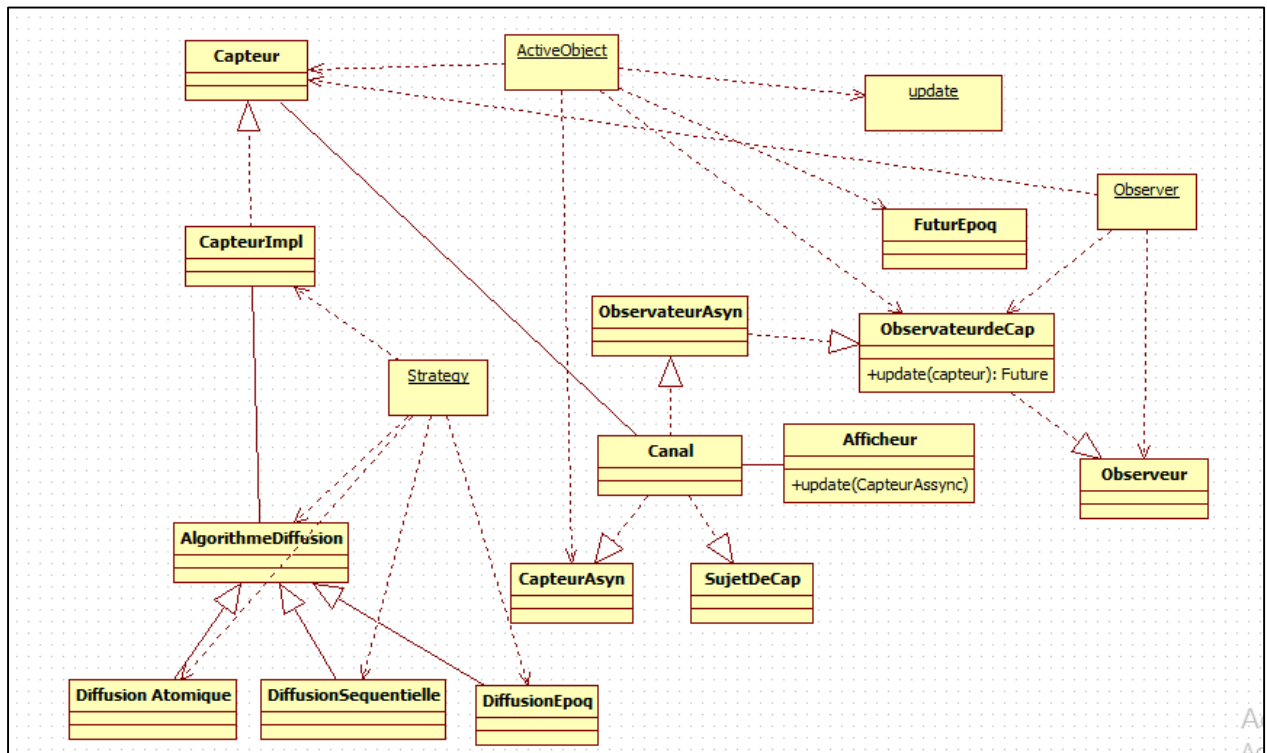 Capteur
ActiveObject
update
Observer
CapteurImpl
FuturEpoq
ObservateurAsyn
ObservateurdeCap
+update(capteur): Future
Strategy
Canal
Afficheur
+update(CapteurAssync)
Observeur
AlgorithmeDiffusion
CapteurAsyn
SujetDeCap
Diffusion Atomique
DiffusionSequentielle
DiffusionEpoq